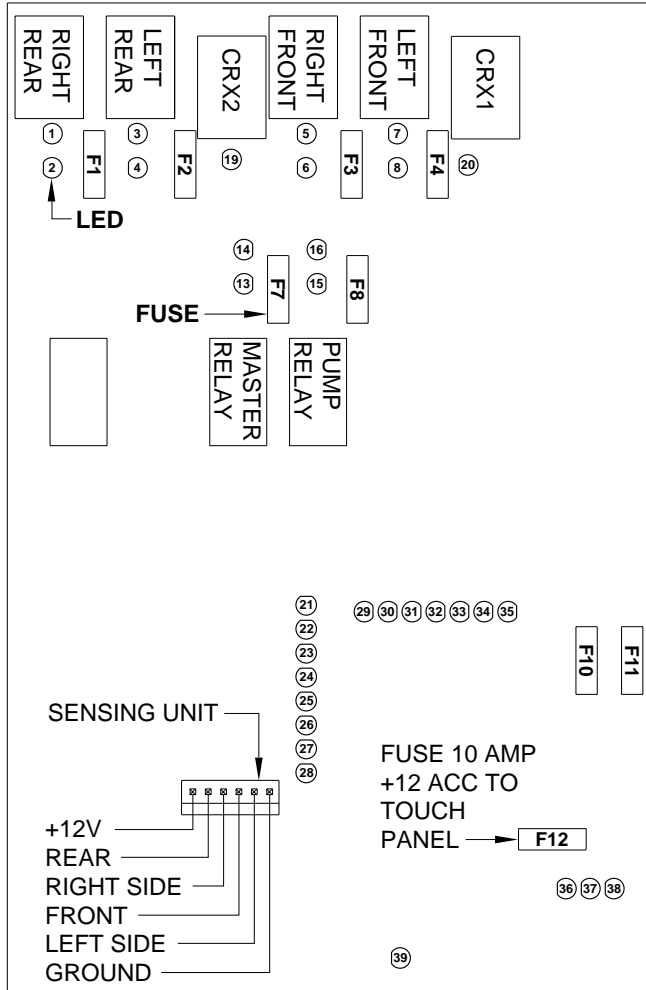 RIGHT
REAR
LEFT
REAR
CRX2
RIGHT
FRONT
LEFT
FRONT
CRX1
1
3
5
7
2
4
19
6
8
20
F1
F2
F3
F4
LED
14
16
13
15
F7
F8
FUSE
MASTER
RELAY
PUMP
RELAY
21
22
23
24
25
26
27
28
29 30 31 32 33 34 35
F10
F11
SENSING UNIT
+12V
REAR
RIGHT SIDE
FRONT
LEFT SIDE
GROUND
FUSE 10 AMP
+12 ACC TO
TOUCH
PANEL
F12
36 37 38
39